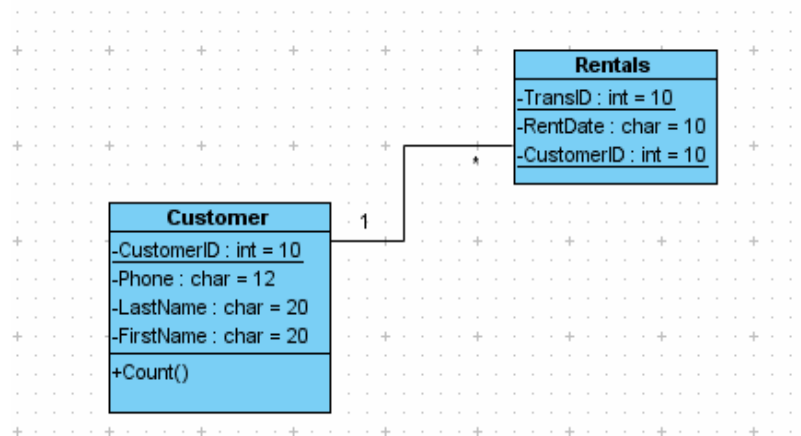 Rentals
-TransID : int = 10
-RentDate : char = 10
-CustomerID : int = 10
*
1
Customer
-CustomerID : int = 10
-Phone : char = 12
-LastName : char = 20
-FirstName : char = 20
+Count()